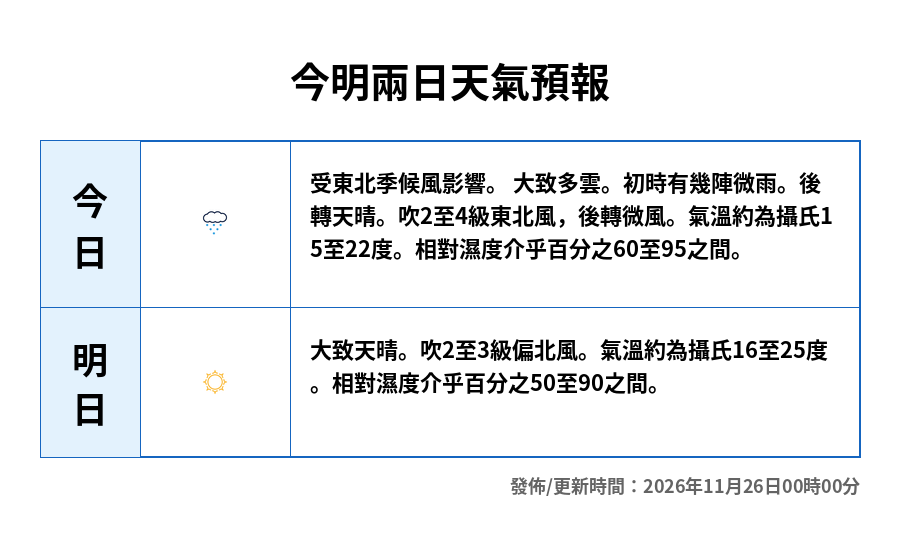 今明兩日天氣預報
今
日
受東北季候風影響。 大致多雲。初時有幾陣微雨。後
轉天晴。吹2至4級東北風，後轉微風。氣溫約為攝氏1
5至22度。相對濕度介乎百分之60至95之間。
明
日
大致天晴。吹2至3級偏北風。氣溫約為攝氏16至25度
。相對濕度介乎百分之50至90之間。
發佈/更新時間：2026年11月26日00時00分